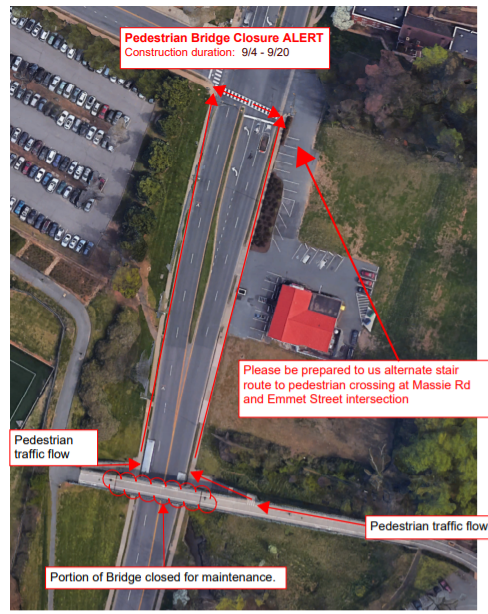 Pedestrian Bridge Closure ALERT
Construction duration: 9/4 - 9/20
Please be prepared to us alternate stair
route to pedestrian crossing at Massie Rd
and Emmet Street intersection
Pedestrian
traffic flow
Pedestrian traffic flow
Portion of Bridge closed for maintenance.